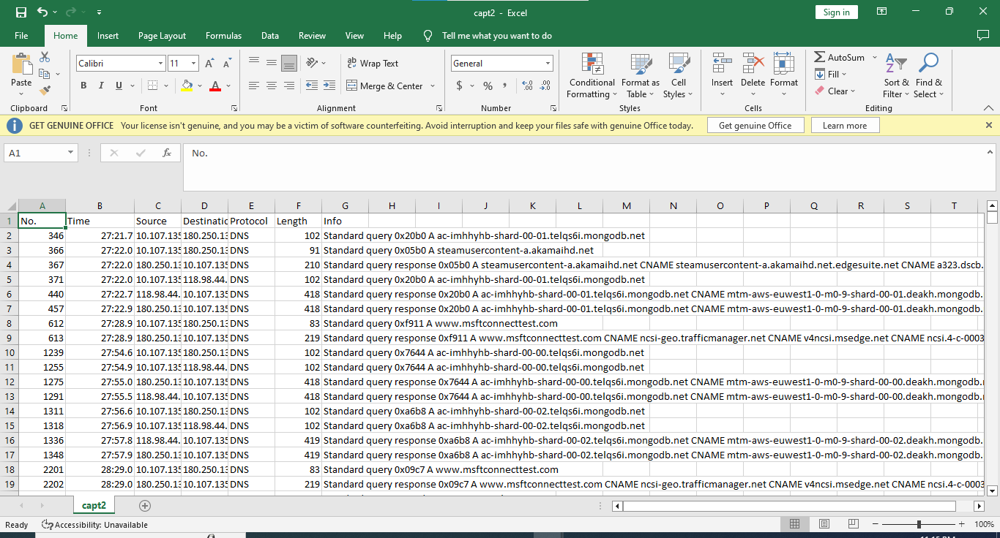 capt2 - Excel
Sign in
File Home Insert Page Layout Formulas Data Review View Help Tell me what you want to do
Paste
Clipboard
Calibri 11
B I U
Font
Wrap Text
Merge & Center
Alignment
General
$ % ,
Number
Conditional Formatting
Format as Table
Cell Styles
Styles
Insert Delete Format
Cells
AutoSum
Fill
Clear
Sort & Filter
Find & Select
Editing
GET GENUINE OFFICE Your license isn't genuine, and you may be a victim of software counterfeiting. Avoid interruption and keep your files safe with genuine Office today. Get genuine Office Learn more
A1 fx No.
A B C D E F G H I J K L M N O P Q R S T
1 No. Time Source Destinatic Protocol Length Info
2 346 27:21.7 10.107.135 180.250.13 DNS 102 Standard query 0x20b0 A ac-imhhyhb-shard-00-01.telqs6i.mongodb.net
3 366 27:22.0 10.107.135 180.250.13 DNS 91 Standard query 0x05b0 A steamusercontent-a.akamaihd.net
4 367 27:22.0 180.250.13 10.107.135 DNS 210 Standard query response 0x05b0 A steamusercontent-a.akamaihd.net CNAME steamusercontent-a.akamaihd.net.edgesuite.net CNAME a323.dscb.
5 371 27:22.0 10.107.135 118.98.44. DNS 102 Standard query 0x20b0 A ac-imhhyhb-shard-00-01.telqs6i.mongodb.net
6 440 27:22.7 118.98.44. 10.107.135 DNS 418 Standard query response 0x20b0 A ac-imhhyhb-shard-00-01.telqs6i.mongodb.net CNAME mtm-aws-euwest1-0-m0-9-shard-00-01.deakh.mongodb.
7 457 27:22.9 180.250.13 10.107.135 DNS 418 Standard query response 0x20b0 A ac-imhhyhb-shard-00-01.telqs6i.mongodb.net CNAME mtm-aws-euwest1-0-m0-9-shard-00-01.deakh.mongodb.
8 612 27:28.9 10.107.135 180.250.13 DNS 83 Standard query 0xf911 A www.msftconnecttest.com
9 613 27:28.9 180.250.13 10.107.135 DNS 219 Standard query response 0xf911 A www.msftconnecttest.com CNAME ncsi-geo.trafficmanager.net CNAME v4ncsi.msedge.net CNAME ncsi.4-c-0003
10 1239 27:54.6 10.107.135 180.250.13 DNS 102 Standard query 0x7644 A ac-imhhyhb-shard-00-00.telqs6i.mongodb.net
11 1255 27:54.9 10.107.135 118.98.44. DNS 102 Standard query 0x7644 A ac-imhhyhb-shard-00-00.telqs6i.mongodb.net
12 1275 27:55.0 180.250.13 10.107.135 DNS 418 Standard query response 0x7644 A ac-imhhyhb-shard-00-00.telqs6i.mongodb.net CNAME mtm-aws-euwest1-0-m0-9-shard-00-00.deakh.mongodb.
13 1291 27:55.5 118.98.44. 10.107.135 DNS 418 Standard query response 0x7644 A ac-imhhyhb-shard-00-00.telqs6i.mongodb.net CNAME mtm-aws-euwest1-0-m0-9-shard-00-00.deakh.mongodb.
14 1311 27:56.6 10.107.135 180.250.13 DNS 102 Standard query 0xa6b8 A ac-imhhyhb-shard-00-02.telqs6i.mongodb.net
15 1318 27:56.9 10.107.135 118.98.44. DNS 102 Standard query 0xa6b8 A ac-imhhyhb-shard-00-02.telqs6i.mongodb.net
16 1336 27:57.8 118.98.44. 10.107.135 DNS 419 Standard query response 0xa6b8 A ac-imhhyhb-shard-00-02.telqs6i.mongodb.net CNAME mtm-aws-euwest1-0-m0-9-shard-00-02.deakh.mongodb.
17 1348 27:57.9 180.250.13 10.107.135 DNS 419 Standard query response 0xa6b8 A ac-imhhyhb-shard-00-02.telqs6i.mongodb.net CNAME mtm-aws-euwest1-0-m0-9-shard-00-02.deakh.mongodb.
18 2201 28:29.0 10.107.135 180.250.13 DNS 83 Standard query 0x09c7 A www.msftconnecttest.com
19 2202 28:29.0 180.250.13 10.107.135 DNS 219 Standard query response 0x09c7 A www.msftconnecttest.com CNAME ncsi-geo.trafficmanager.net CNAME v4ncsi.msedge.net CNAME ncsi.4-c-0003
capt2
Ready Accessibility: Unavailable 100%